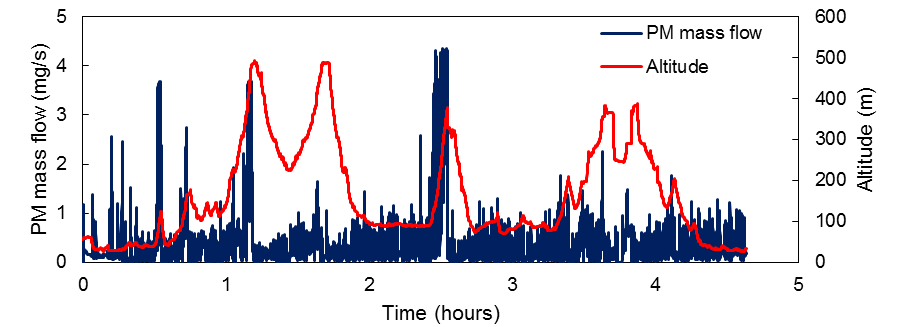 PM mass flow (mg/s)
5
4
3
2
1
0
PM mass flow
Altitude
600
500
400
300
200
100
0
Altitude (m)
0 1 2 3 4 5
Time (hours)